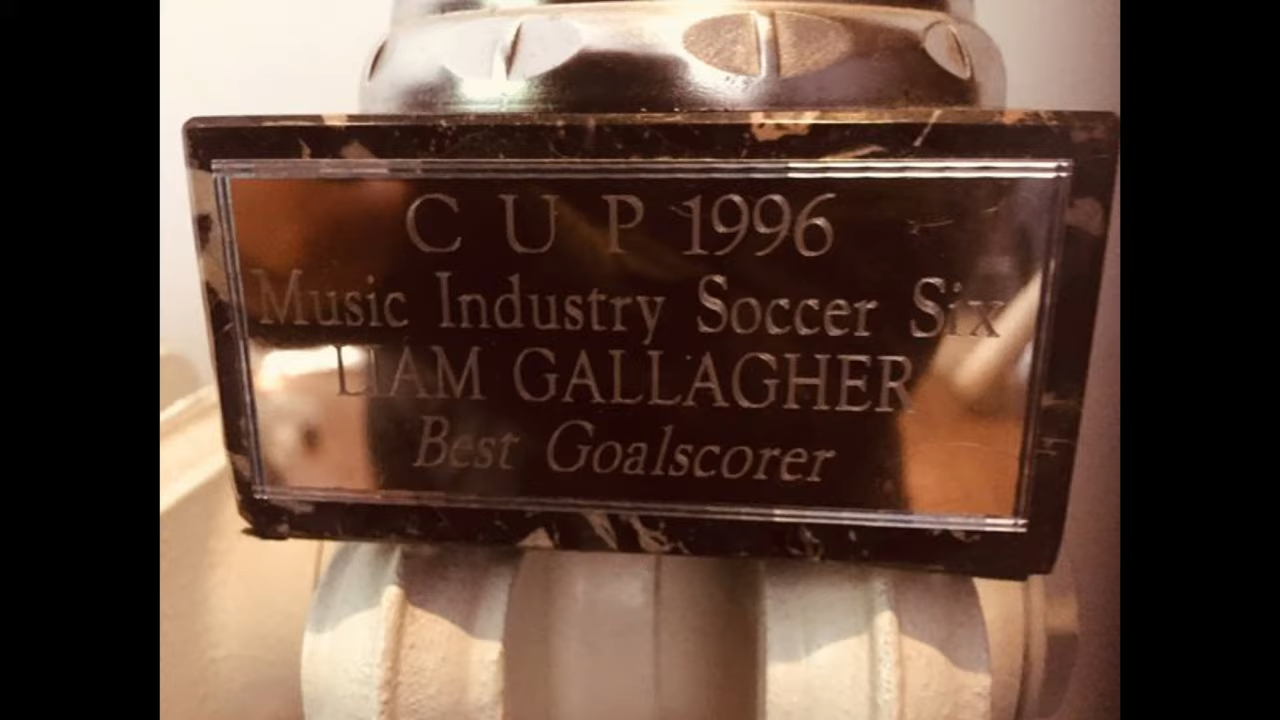 C U P 1996
Music Industry Soccer Six
LIAM GALLAGHER
Best Goalscorer